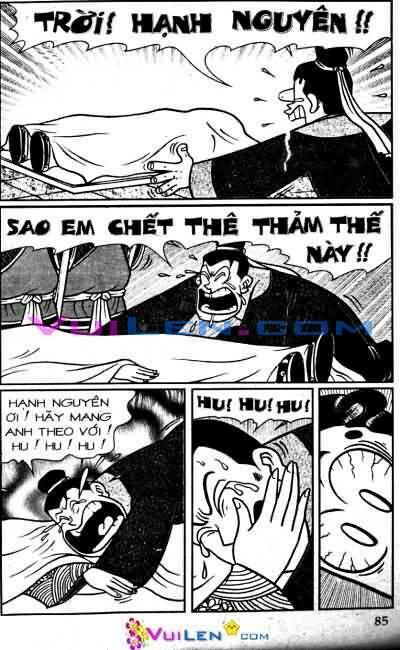 TRỜI! HẠNH NGUYÊN!!
SAO EM CHẾT THÊ THẢM THẾ
NÀY!!
VUILEN.COM
HẠNH NGUYÊN
ƠI! HÃY MANG
ANH THEO VỚI!
HU! HU! HU!
HU! HU! HU!
85
VUILEN.COM